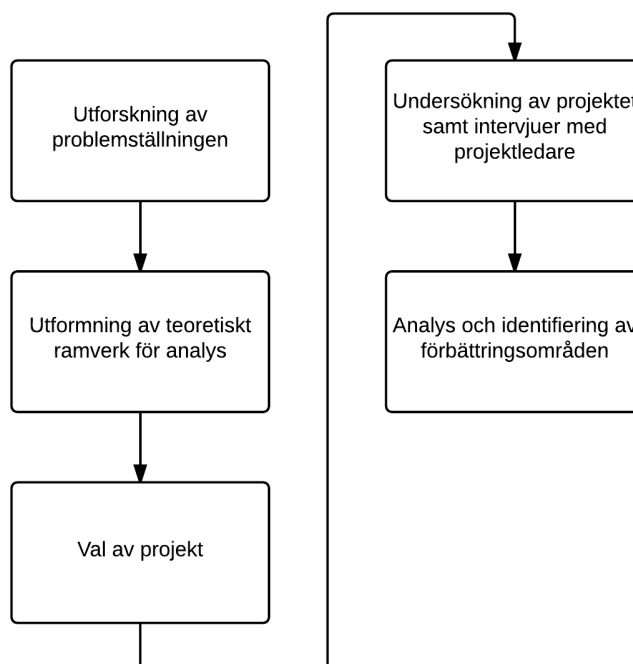 Utforskning av
problemställningen
Utformning av teoretiskt
ramverk för analys
Val av projekt
Undersökning av projektet
samt intervjuer med
projektledare
Analys och identifiering av
förbättringsområden